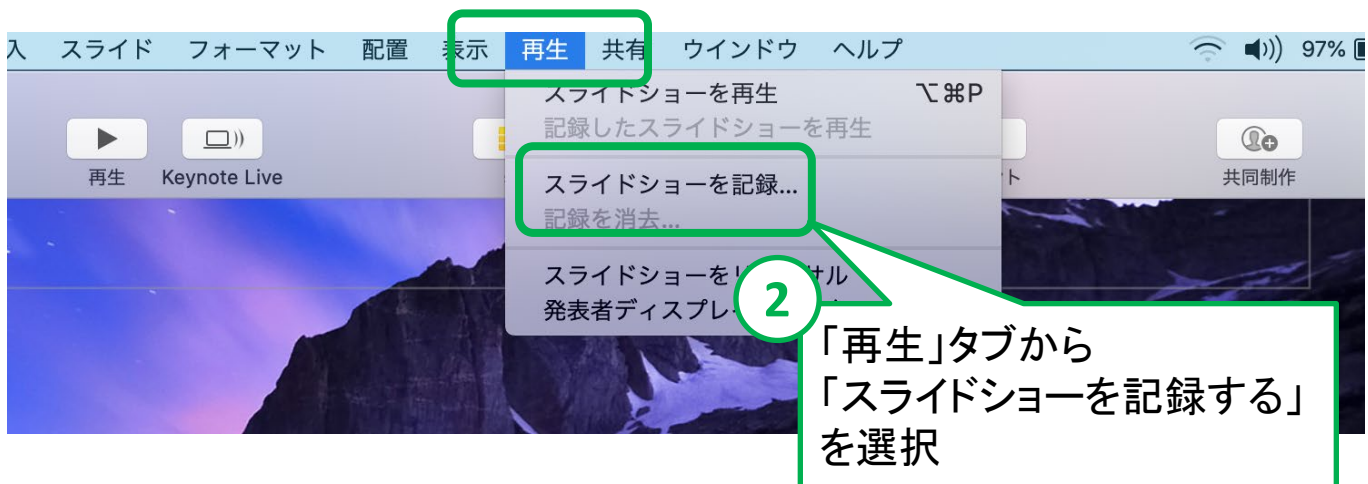 入 スライド フォーマット 配置 表示 再生 共有 ウインドウ ヘルプ 97%
スライドショーを再生 ⌥⌘P
記録したスライドショーを再生
再生 Keynote Live
スライドショーを記録...
ト
共同制作
記録を消去...
スライドショーを サル
発表者ディスプレイ
2
「再生」タブから
「スライドショーを記録する」
を選択